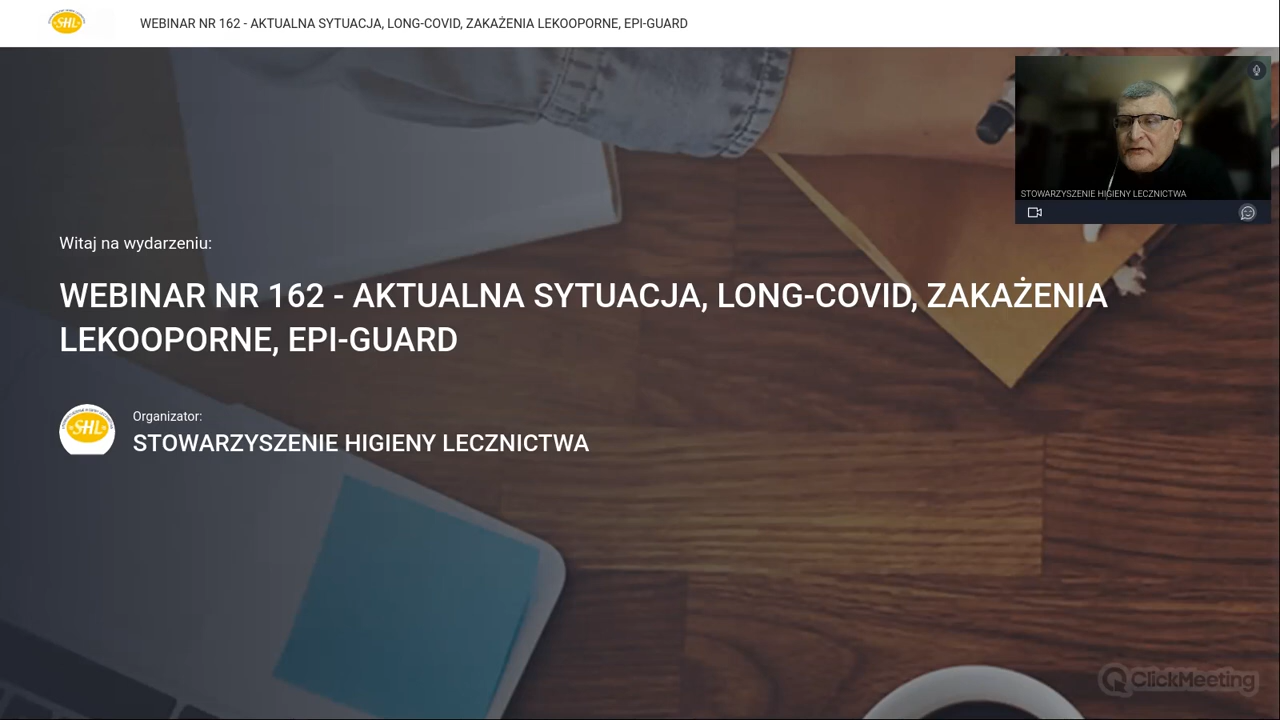 SHL
WEBINAR NR 162 - AKTUALNA SYTUACJA, LONG-COVID, ZAKAŻENIA LEKOOPORNE, EPI-GUARD
STOWARZYSZENIE HIGIENY LECZNICTWA
Witaj na wydarzeniu:
WEBINAR NR 162 - AKTUALNA SYTUACJA, LONG-COVID, ZAKAŻENIA
LEKOOPORNE, EPI-GUARD
SHL
Organizator:
STOWARZYSZENIE HIGIENY LECZNICTWA
ClickMeeting